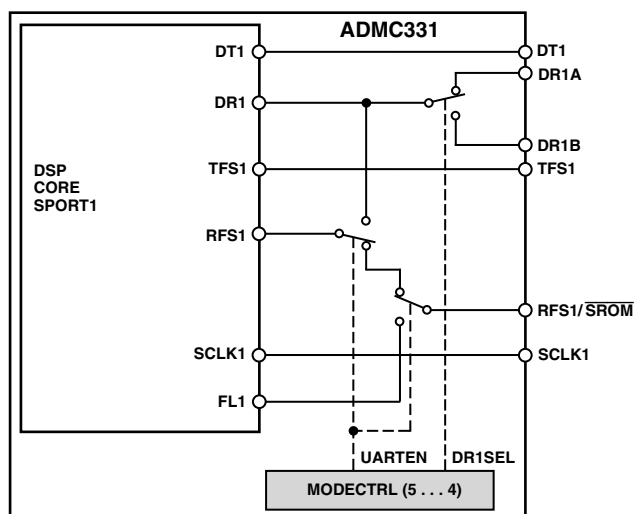 ADMC331
DT1
DT1
DR1A
DR1
DR1B
DSP
CORE
SPORT1
TFS1
TFS1
RFS1
RFS1/SROM
SCLK1
SCLK1
FL1
UARTEN
DR1SEL
MODECTRL (5 . . . 4)